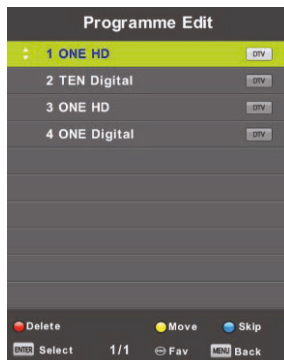 Programme Edit
1 ONE HD DTV
2 TEN Digital DTV
3 ONE HD DTV
4 ONE Digital DTV
Delete Move Skip
ENTER Select 1/1 Fav MENU Back